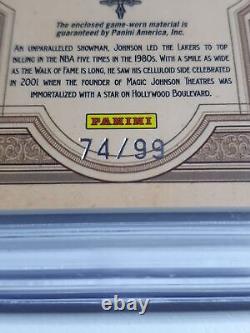 The enclosed game-worn material is
guaranteed by Panini America, Inc.
An unparalleled showman, Johnson led the Lakers to top
billing in the NBA five times in the 1980s. With a smile as wide
as the Walk of Fame is long, he saw his celluloid side celebrated
in 2001 when the founder of Magic Johnson Theatres was
immortalized with a star on Hollywood Boulevard.
PANINI
74/99